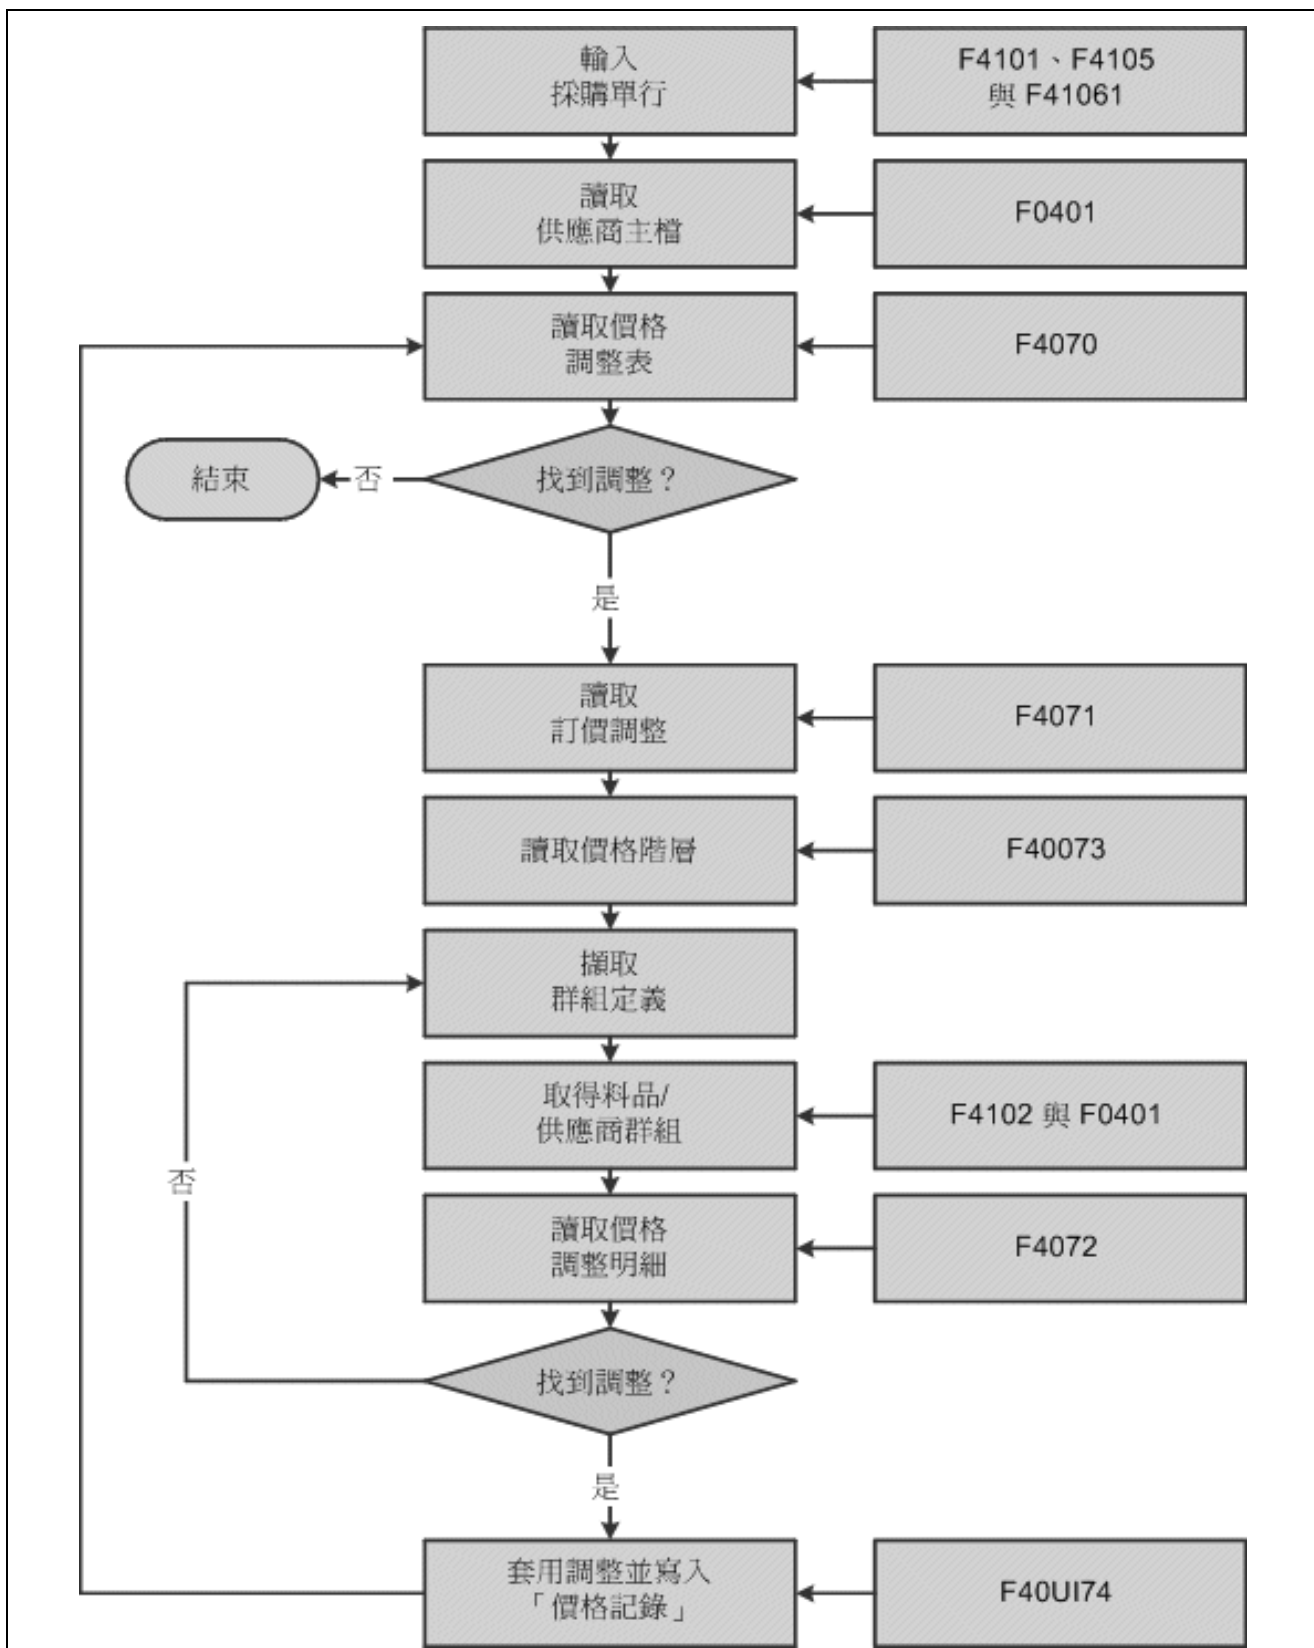 輸入
採購單行
F4101、F4105
與 F41061
讀取
供應商主檔
F0401
讀取價格
調整表
F4070
結束
否
找到調整？
是
讀取
訂價調整
F4071
讀取價格階層
F40073
擷取
群組定義
取得料品/
供應商群組
F4102 與 F0401
否
讀取價格
調整明細
F4072
找到調整？
是
套用調整並寫入
「價格記錄」
F40UI74